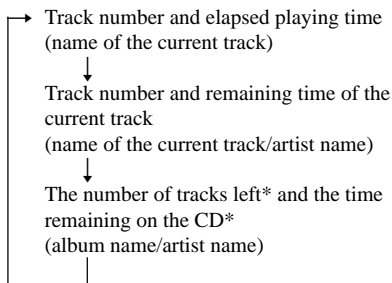 Track number and elapsed playing time
(name of the current track)
Track number and remaining time of the
current track
(name of the current track/artist name)
The number of tracks left* and the time
remaining on the CD*
(album name/artist name)